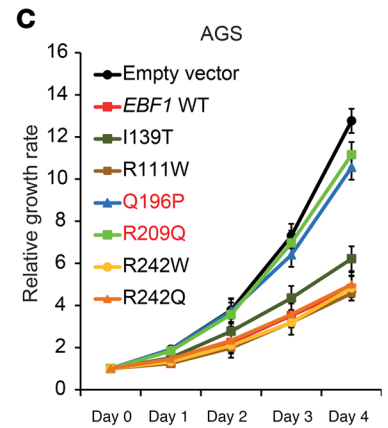 C
AGS
Relative growth rate
16
14
12
10
8
6
4
2
0
Empty vector
EBF1 WT
I139T
R111W
Q196P
R209Q
R242W
R242Q
Day 0 Day 1 Day 2 Day 3 Day 4